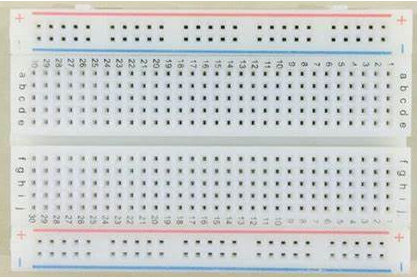 + +
- -
30 29 28 27 26 25 24 23 22 21 20 19 18 17 16 15 14 13 12 11 10 9 8 7 6 5 4 3 2 1
a a
b b
c c
d d
e e
f f
g g
h h
i i
j j
30 29 28 27 26 25 24 23 22 21 20 19 18 17 16 15 14 13 12 11 10 9 8 7 6 5 4 3 2 1
+ +
- -